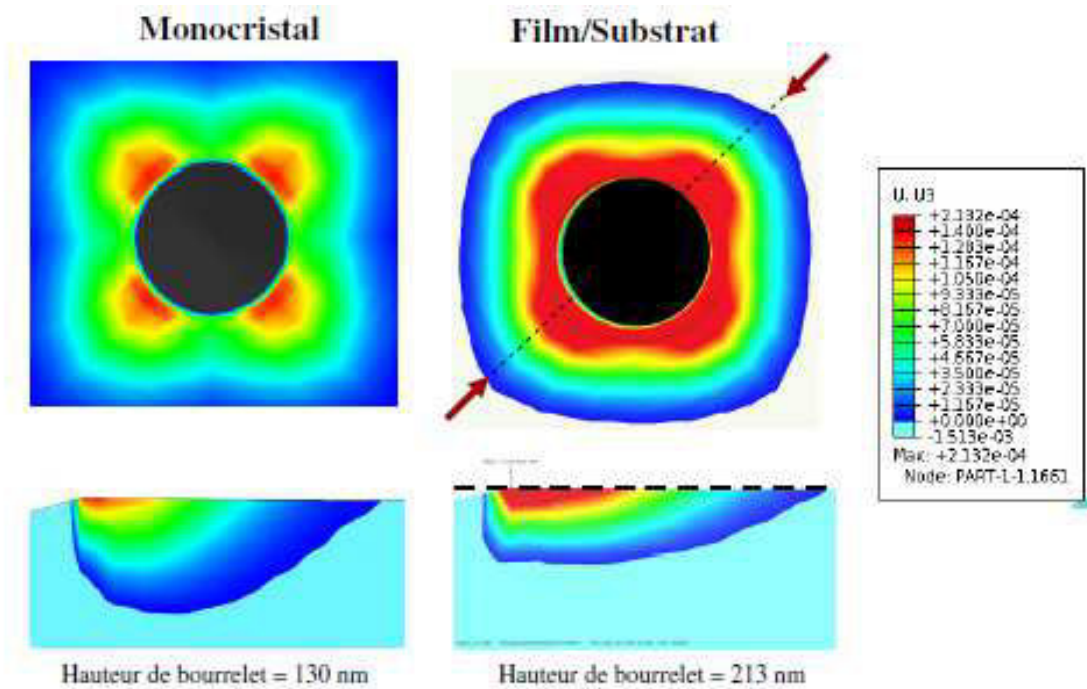 Monocristal
Film/Substrat
U, U3
+2.132e-04
+1.400e-04
+1.283e-04
+1.167e-04
+1.050e-04
+9.333e-05
+8.167e-05
+7.000e-05
+5.833e-05
+4.667e-05
+3.500e-05
+2.333e-05
+1.167e-05
+0.000e+00
-1.513e-03
Max: +2.132e-04
Node: PART-1-1.1661
Hauteur de bourrelet = 130 nm
Hauteur de bourrelet = 213 nm